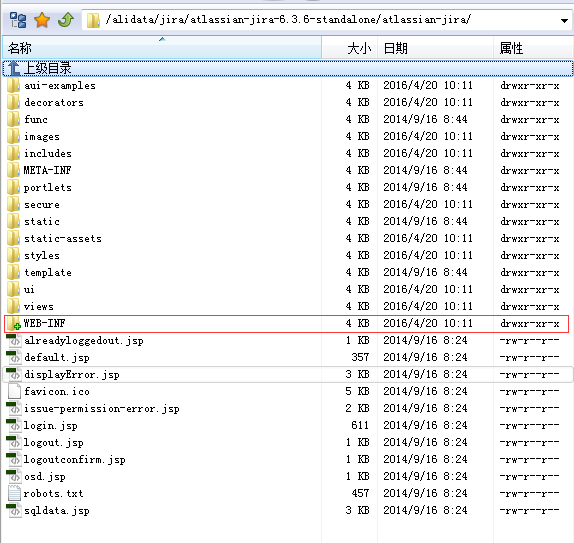 /alidata/jira/atlassian-jira-6.3.6-standalone/atlassian-jira/
名称 大小 日期 属性
上级目录
aui-examples 4 KB 2016/4/20 10:11 drwxr-xr-x
decorators 4 KB 2016/4/20 10:11 drwxr-xr-x
func 4 KB 2014/9/16 8:44 drwxr-xr-x
images 4 KB 2016/4/20 10:11 drwxr-xr-x
includes 4 KB 2016/4/20 10:11 drwxr-xr-x
META-INF 4 KB 2014/9/16 8:44 drwxr-xr-x
portlets 4 KB 2014/9/16 8:44 drwxr-xr-x
secure 4 KB 2016/4/20 10:11 drwxr-xr-x
static 4 KB 2014/9/16 8:44 drwxr-xr-x
static-assets 4 KB 2016/4/20 10:11 drwxr-xr-x
styles 4 KB 2016/4/20 10:11 drwxr-xr-x
template 4 KB 2014/9/16 8:44 drwxr-xr-x
ui 4 KB 2016/4/20 10:11 drwxr-xr-x
views 4 KB 2016/4/20 10:11 drwxr-xr-x
WEB-INF 4 KB 2016/4/20 10:11 drwxr-xr-x
alreadyloggedout.jsp 1 KB 2014/9/16 8:24 -rw-r--r--
default.jsp 357 2014/9/16 8:24 -rw-r--r--
displayError.jsp 3 KB 2014/9/16 8:24 -rw-r--r--
favicon.ico 5 KB 2014/9/16 8:24 -rw-r--r--
issue-permission-error.jsp 2 KB 2014/9/16 8:24 -rw-r--r--
login.jsp 611 2014/9/16 8:24 -rw-r--r--
logout.jsp 1 KB 2014/9/16 8:24 -rw-r--r--
logoutconfirm.jsp 1 KB 2014/9/16 8:24 -rw-r--r--
osd.jsp 1 KB 2014/9/16 8:24 -rw-r--r--
robots.txt 457 2014/9/16 8:24 -rw-r--r--
sqldata.jsp 3 KB 2014/9/16 8:24 -rw-r--r--